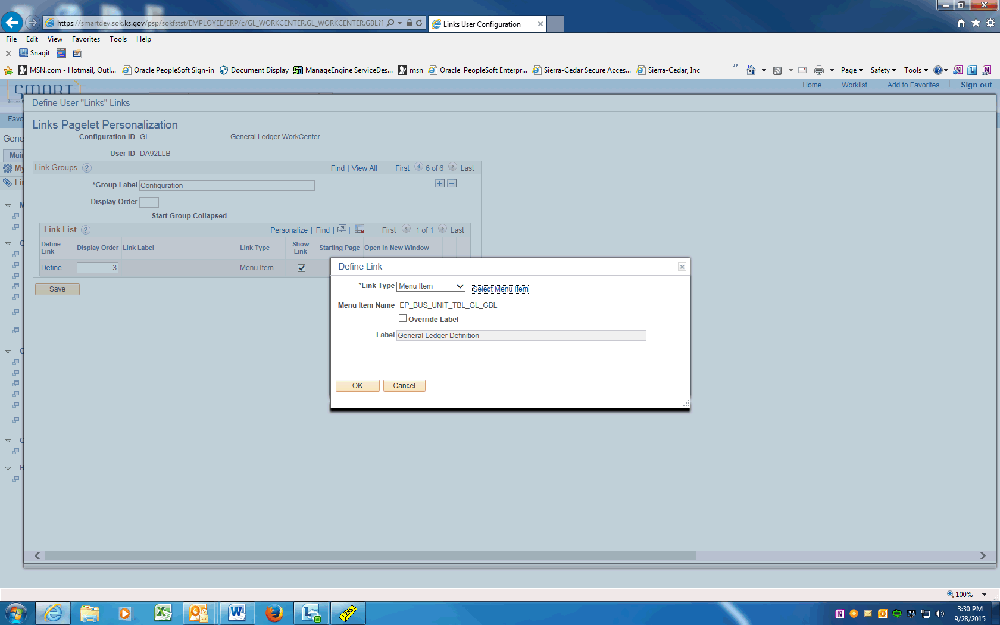 https://smartdev.sok.ks.gov/psp/sokfstst/EMPLOYEE/ERP/c/GL_WORKCENTER.GL_WORKCENTER.GBL?F
Links User Configuration
File Edit View Favorites Tools Help
Snagit
MSN.com - Hotmail, Outl... Oracle PeopleSoft Sign-in Document Display ManageEngine ServiceDes... msn Oracle PeopleSoft Enterpr... Sierra-Cedar Secure Acces... Sierra-Cedar, Inc
Page Safety Tools
SMART
Home Worklist Add to Favorites Sign out
Define User "Links" Links
Favo
Links Pagelet Personalization
Configuration ID GL General Ledger WorkCenter
Gene
User ID DA92LLB
Main
Link Groups Find | View All First 6 of 6 Last
My
*Group Label Configuration
Lin
Display Order
Start Group Collapsed
Link List Personalize | Find | First 1 of 1 Last
Define Link Display Order Link Label Link Type Show Link Starting Page Open in New Window
Define 3 Menu Item
Save
Define Link
*Link Type Menu Item Select Menu Item
Menu Item Name EP_BUS_UNIT_TBL_GL_GBL
Override Label
Label General Ledger Definition
OK Cancel
100%
3:30 PM
9/28/2015